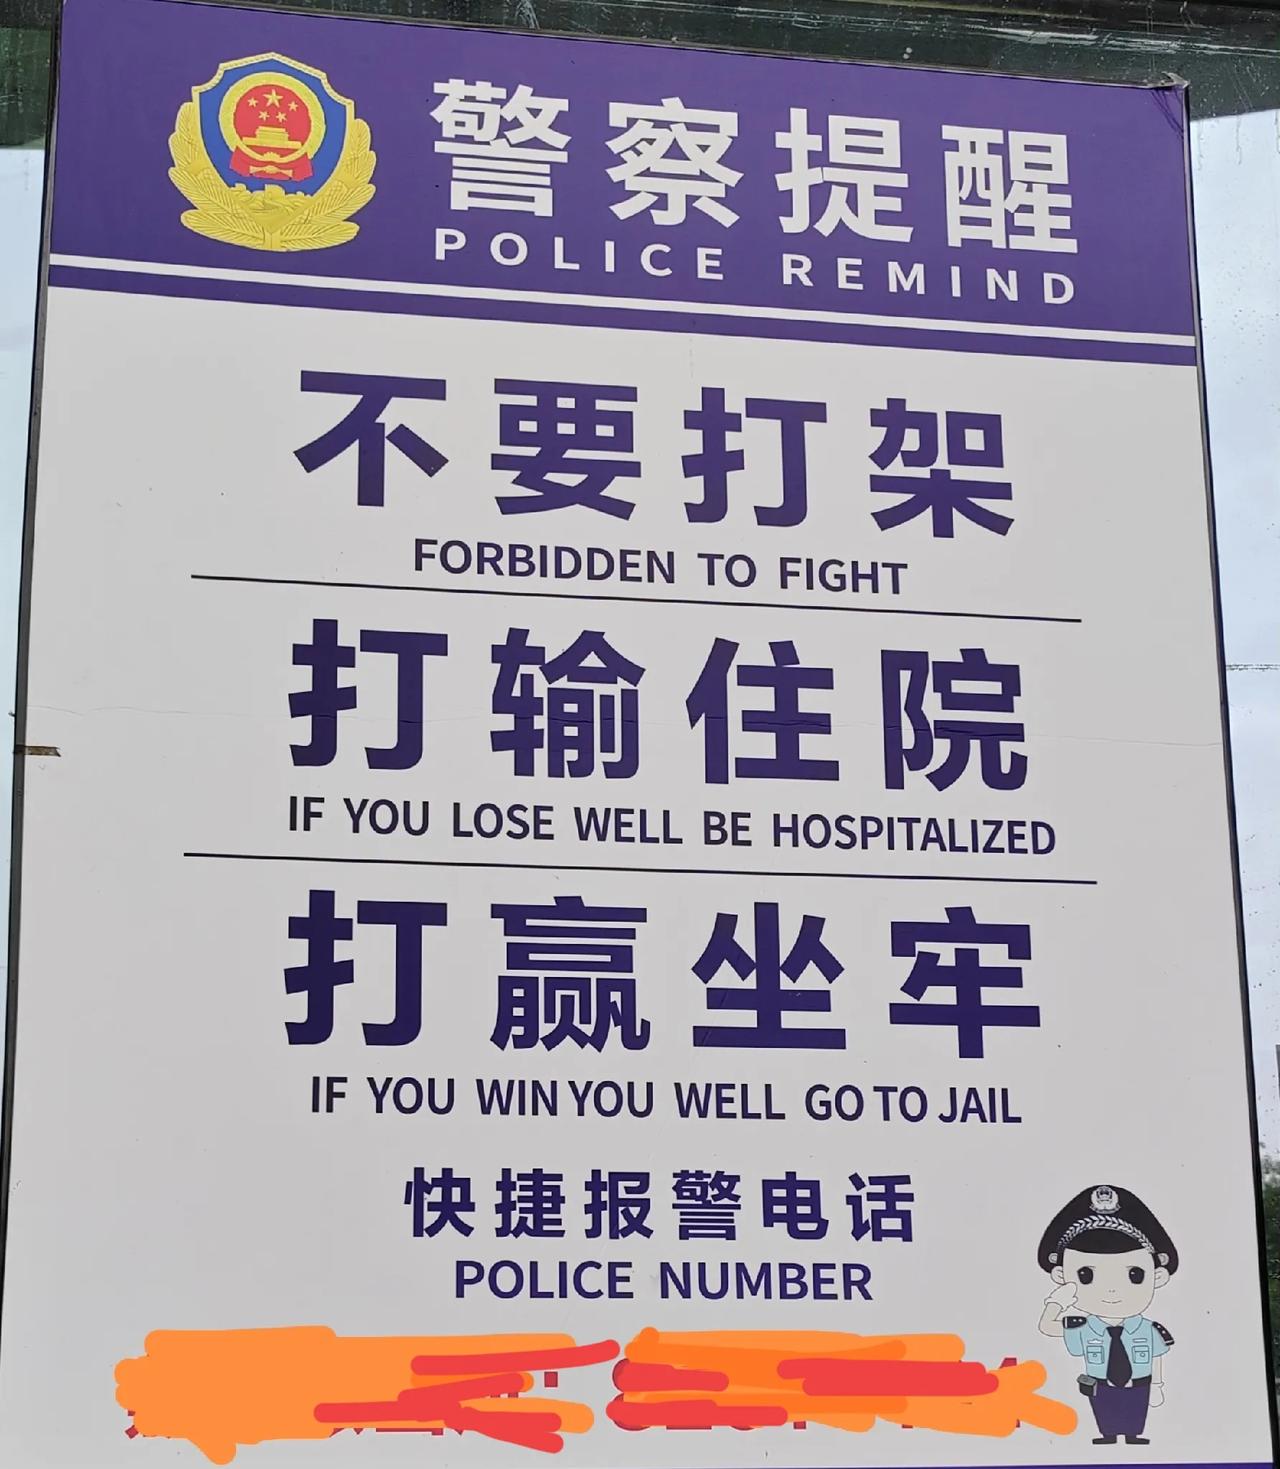 警察提醒
POLICE REMIND
不要打架
FORBIDDEN TO FIGHT
打输住院
IF YOU LOSE WELL BE HOSPITALIZED
打赢坐牢
IF YOU WIN YOU WELL GO TO JAIL
快捷报警电话
POLICE NUMBER